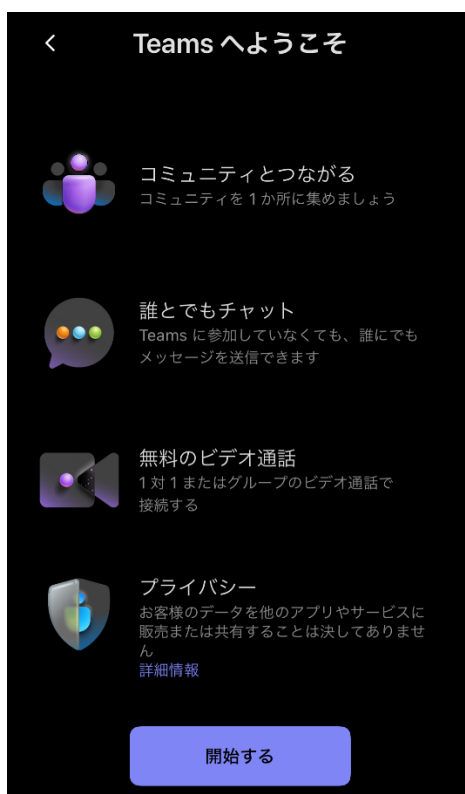 Teams へようこそ
コミュニティとつながる
コミュニティを 1 か所に集めましょう
誰とでもチャット
Teams に参加していなくても、誰にでも
メッセージを送信できます
無料のビデオ通話
1 対 1 またはグループのビデオ通話で
接続する
プライバシー
お客様のデータを他のアプリやサービスに
販売または共有することは決してありませ
ん
詳細情報
開始する